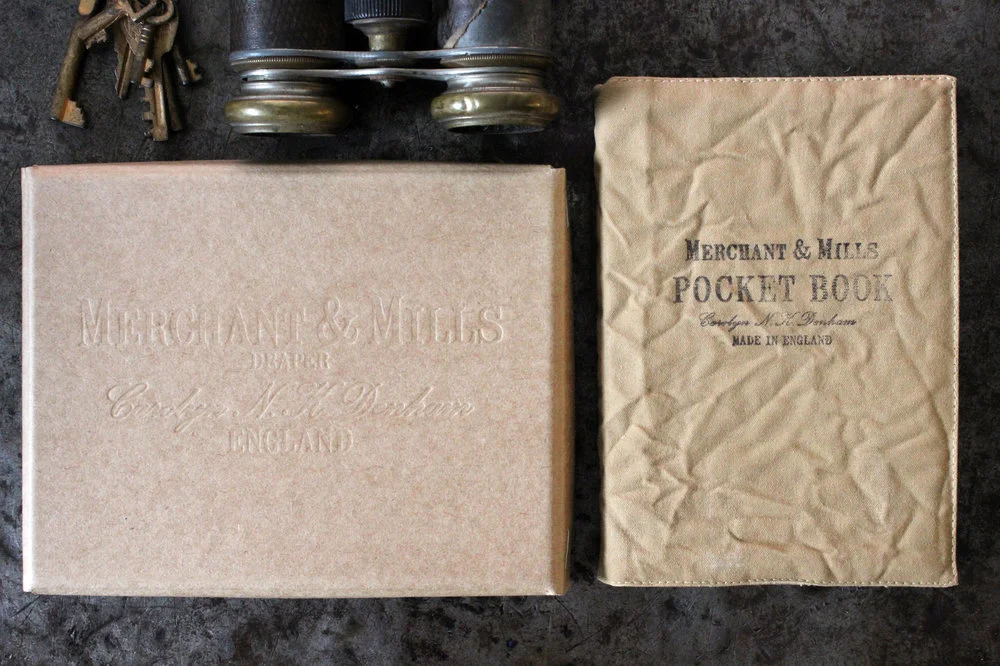 MERCHANT & MILLS
DRAPER
Carolyn N. K. Denham
ENGLAND
MERCHANT & MILLS
POCKET BOOK
Carolyn N. K. Denham
MADE IN ENGLAND